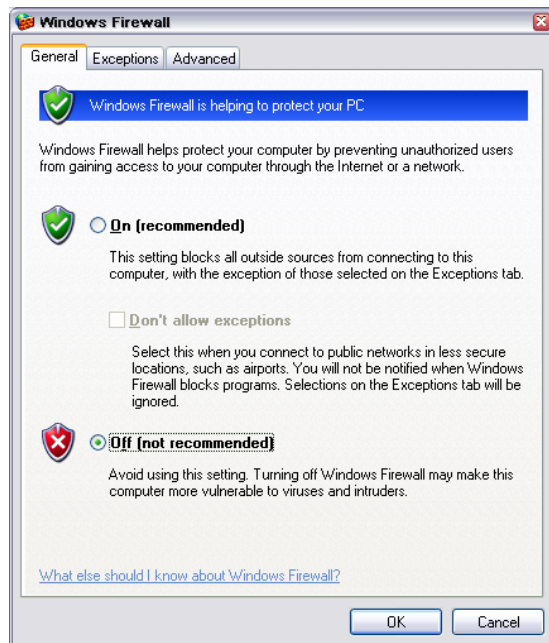 Windows Firewall
General Exceptions Advanced
Windows Firewall is helping to protect your PC
Windows Firewall helps protect your computer by preventing unauthorized users
from gaining access to your computer through the Internet or a network.
On (recommended)
This setting blocks all outside sources from connecting to this
computer, with the exception of those selected on the Exceptions tab.
Don't allow exceptions
Select this when you connect to public networks in less secure
locations, such as airports. You will not be notified when Windows
Firewall blocks programs. Selections on the Exceptions tab will be
ignored.
Off (not recommended)
Avoid using this setting. Turning off Windows Firewall may make this
computer more vulnerable to viruses and intruders.
What else should I know about Windows Firewall?
OK Cancel